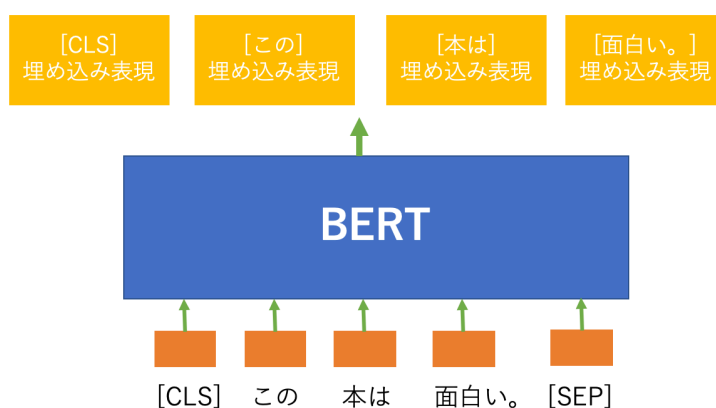 [CLS]
埋め込み表現
[この]
埋め込み表現
[本は]
埋め込み表現
[面白い。]
埋め込み表現
BERT
[CLS] この 本は 面白い。 [SEP]